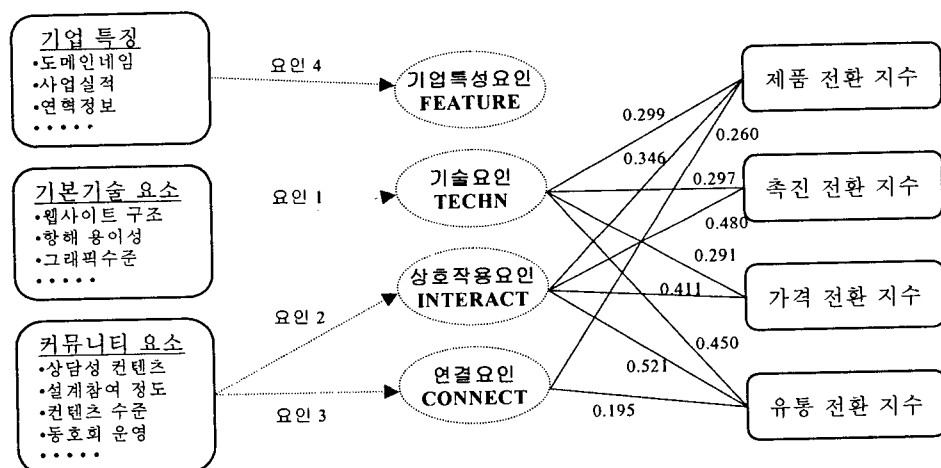 기업 특징
•도메인네임
•사업실적
•연혁정보
• • • • •
기본기술 요소
•웹사이트 구조
•항해 용이성
•그래픽수준
• • • • •
커뮤니티 요소
•상담성 컨텐츠
•설계참여 정도
•컨텐츠 수준
•동호회 운영
• • • • •
요인 4
요인 1
요인 2
요인 3
기업특성요인
FEATURE
기술요인
TECHN
상호작용요인
INTERACT
연결요인
CONNECT
0.299
0.260
0.346
0.297
0.480
0.291
0.411
0.450
0.521
0.195
제품 전환 지수
촉진 전환 지수
가격 전환 지수
유통 전환 지수